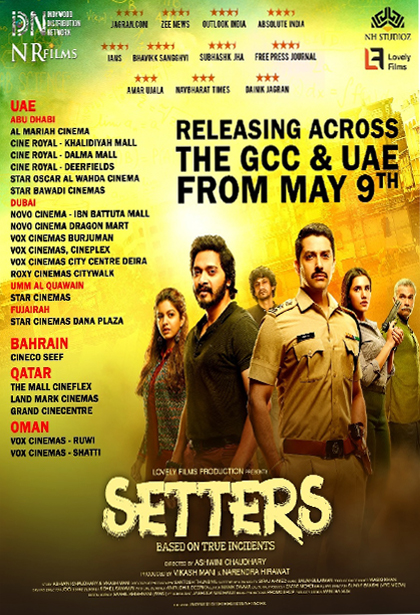 DN INDYWOOD
DISTRIBUTION
NETWORK
NR FILMS
JAGRAN.COM
ZEE NEWS
OUTLOOK INDIA
ABSOLUTE INDIA
IANS
BHAVIKK SANGGHVI
SUBHASHK JHA
FREE PRESS JOURNAL
AMAR UJALA
NAVBHARAT TIMES
DAINIK JAGRAN
NH STUDIOZ
Lovely
Films
RELEASING ACROSS
THE GCC & UAE
FROM MAY 9TH
UAE
ABU DHABI
AL MARIAH CINEMA
CINE ROYAL - KHALIDIYAH MALL
CINE ROYAL - DALMA MALL
CINE ROYAL - DEERFIELDS
STAR OSCAR AL WAHDA CINEMA
STAR BAWADI CINEMAS
DUBAI
NOVO CINEMA - IBN BATTUTA MALL
NOVO CINEMA DRAGON MART
VOX CINEMAS BURJUMAN
VOX CINEMAS, CINEPLEX
VOX CINEMAS CITY CENTRE DEIRA
ROXY CINEMAS CITYWALK
UMM AL QUAWAIN
STAR CINEMAS
FUJAIRAH
STAR CINEMAS DANA PLAZA
BAHRAIN
CINECO SEEF
QATAR
THE MALL CINEFLEX
LAND MARK CINEMAS
GRAND CINECENTRE
OMAN
VOX CINEMAS - RUWI
VOX CINEMAS - SHATTI
LOVELY FILMS PRODUCTION PRESENTS
SETTERS
BASED ON TRUE INCIDENTS
DIRECTED BY ASHWINI CHAUDHARY
PRODUCED BY VIKASH MANI & NARENDRA HIRAWAT